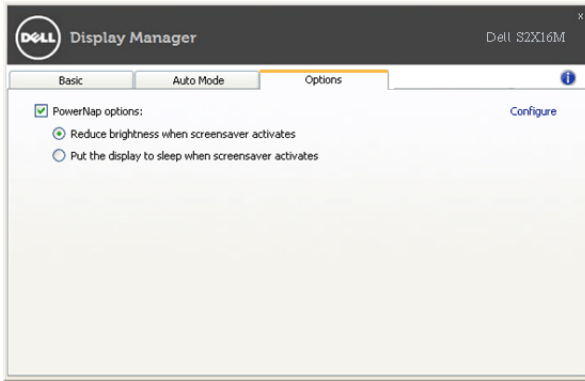 x
DELL Display Manager Dell S2X16M
Basic Auto Mode Options i
PowerNap options: Configure
Reduce brightness when screensaver activates
Put the display to sleep when screensaver activates